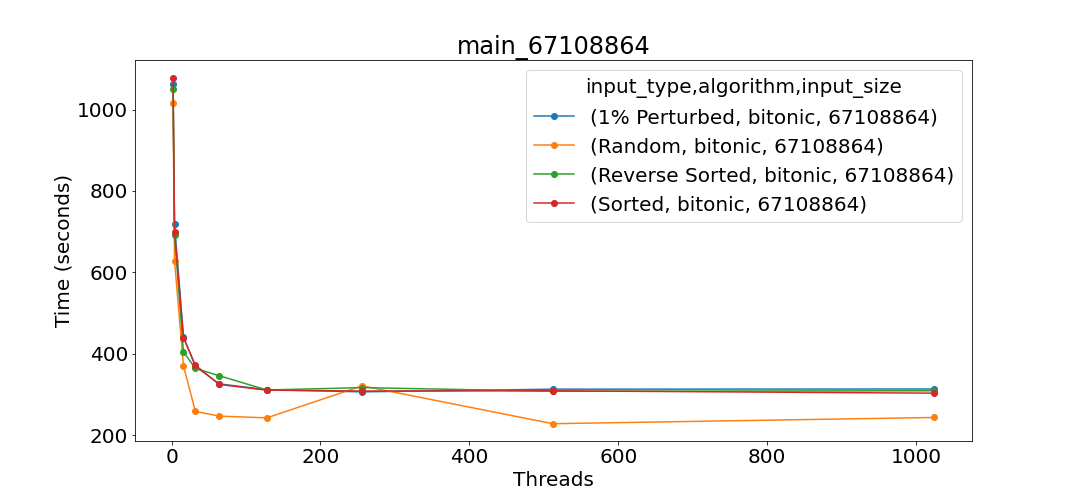 main_67108864
input_type,algorithm,input_size
(1% Perturbed, bitonic, 67108864)
(Random, bitonic, 67108864)
(Reverse Sorted, bitonic, 67108864)
(Sorted, bitonic, 67108864)
Time (seconds)
1000
800
600
400
200
0 200 400 600 800 1000
Threads